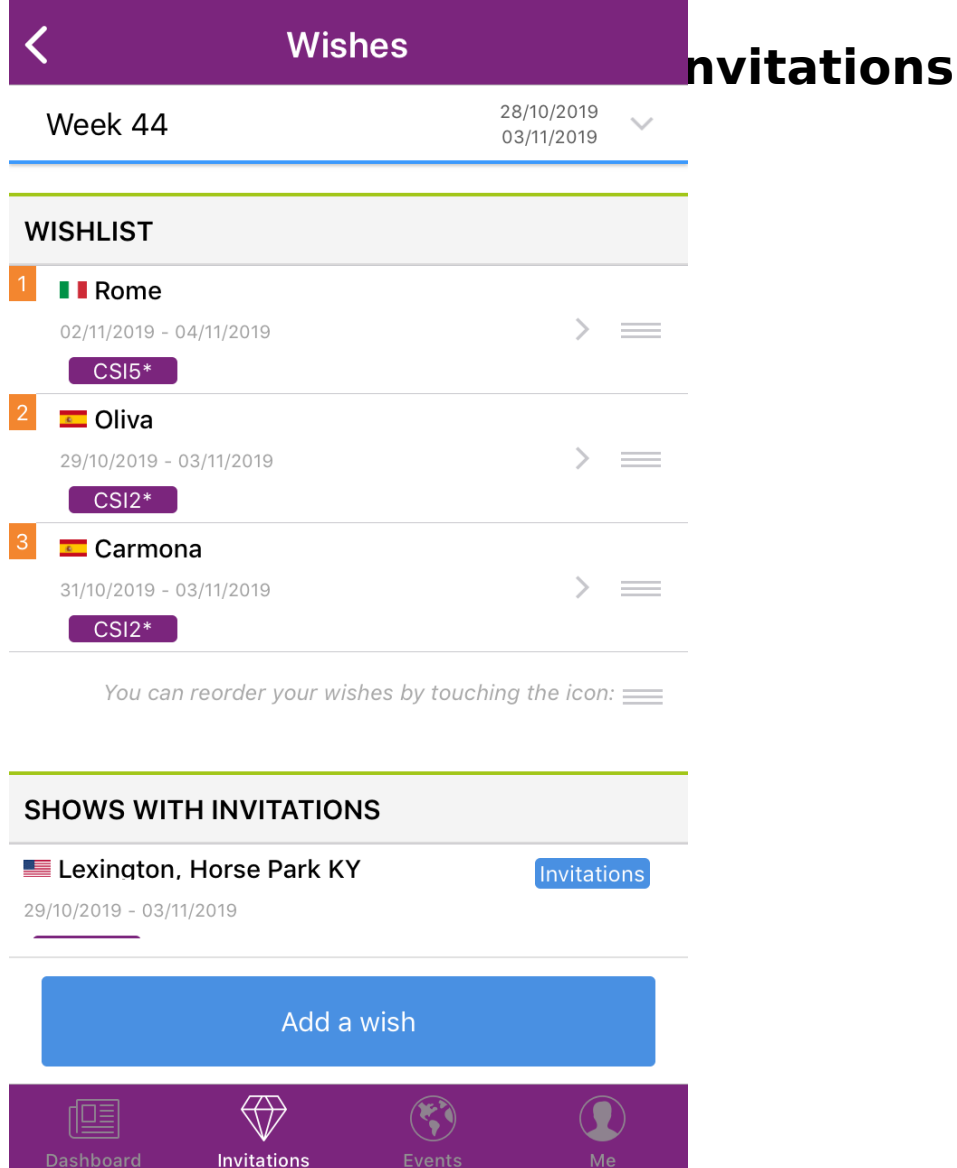 Wishes
nvitations
Week 44
28/10/2019
03/11/2019
WISHLIST
1
Rome
02/11/2019 - 04/11/2019
CSI5*
2
Oliva
29/10/2019 - 03/11/2019
CSI2*
3
Carmona
31/10/2019 - 03/11/2019
CSI2*
You can reorder your wishes by touching the icon:
SHOWS WITH INVITATIONS
Lexington, Horse Park KY
Invitations
29/10/2019 - 03/11/2019
Add a wish
Dashboard
Invitations
Events
Me